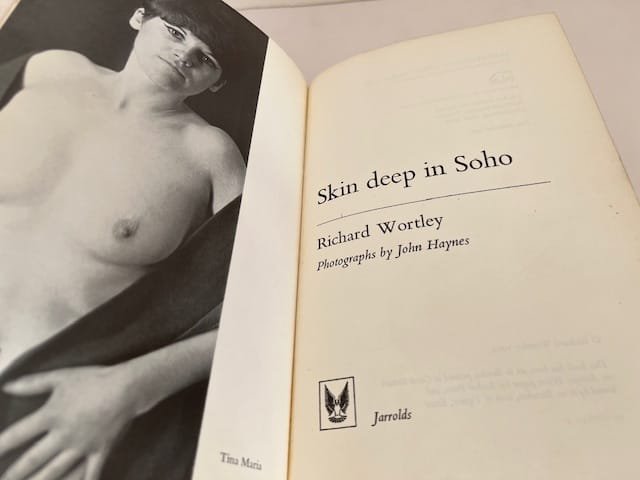 Tina Maria
Skin deep in Soho
Richard Wortley
Photographs by John Haynes
Jarrolds